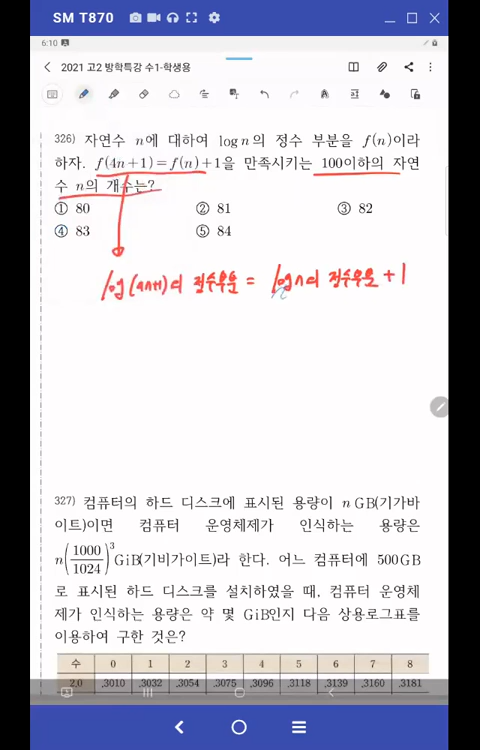 SM T870
6:10
2021 고2 방학특강 수1-학생용
326) 자연수 n에 대하여 log n의 정수 부분을 f(n)이라
하자. f(4n+1)=f(n)+1을 만족시키는 100이하의 자연
수 n의 개수는?
① 80 ② 81 ③ 82
④ 83 ⑤ 84
log(4n+1)의 정수부분 = log n의 정수부분 +1
327) 컴퓨터의 하드 디스크에 표시된 용량이 n GB(기가바
이트)이면 컴퓨터 운영체제가 인식하는 용량은
n(1000/1024)³GiB(기비가이트)라 한다. 어느 컴퓨터에 500GB
로 표시된 하드 디스크를 설치하였을 때, 컴퓨터 운영체
제가 인식하는 용량은 약 몇 GiB인지 다음 상용로그표를
이용하여 구한 것은?
수 0 1 2 3 4 5 6 7 8
2.0 .3010 .3032 .3054 .3075 .3096 .3118 .3139 .3160 .3181